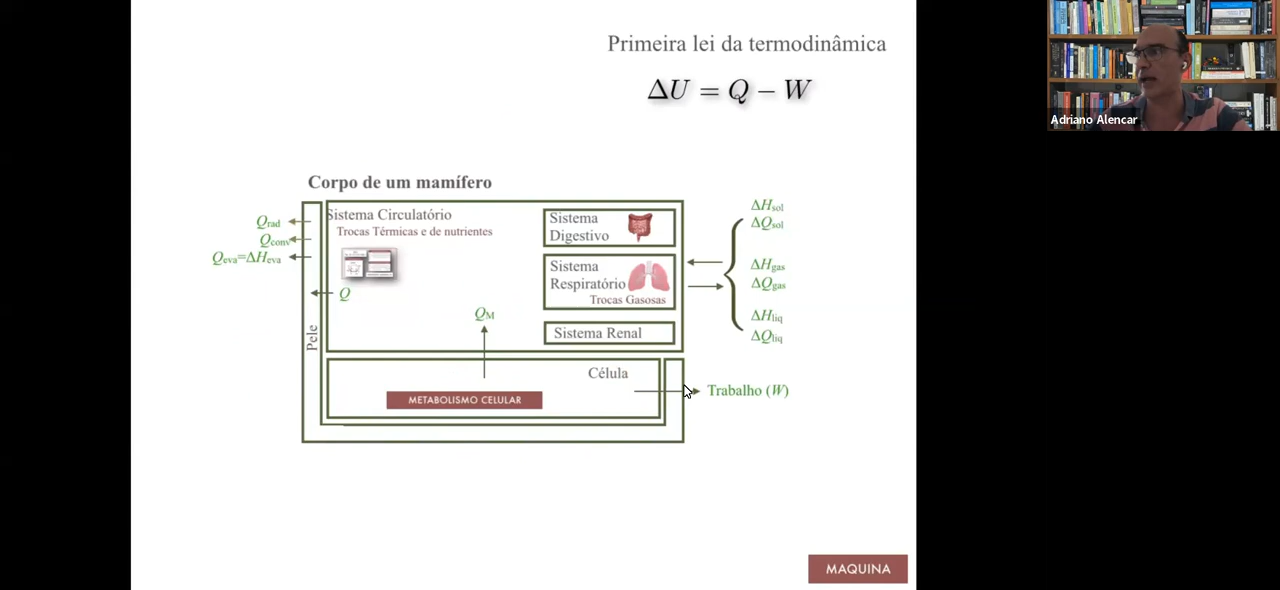 Primeira lei da termodinâmica
ΔU = Q − W
Adriano Alencar
Corpo de um mamífero
Sistema Circulatório
Trocas Térmicas e de nutrientes
Sistema
Digestivo
Sistema
Respiratório
Trocas Gasosas
Sistema Renal
Qrad
Qconv
Qeva=ΔHeva
Q
Pele
QM
Célula
METABOLISMO CELULAR
ΔHsol
ΔQsol
ΔHgas
ΔQgas
ΔHliq
ΔQliq
Trabalho (W)
MAQUINA